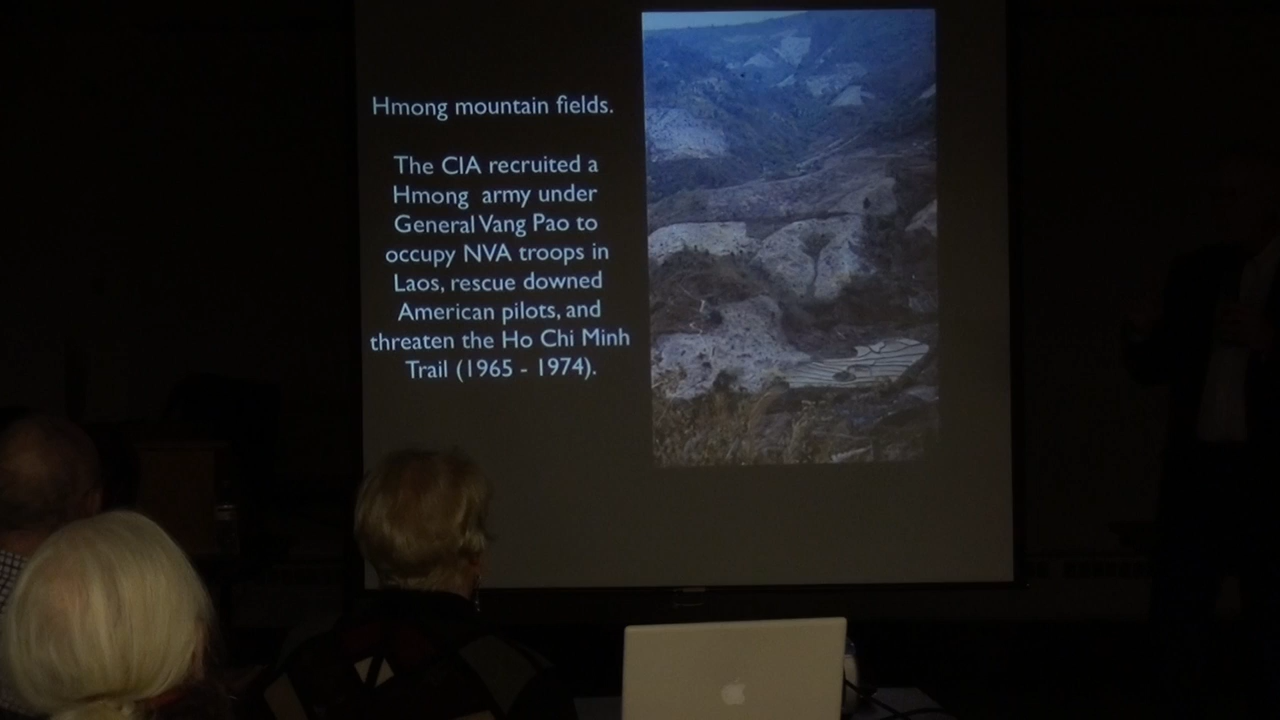 Hmong mountain fields.
The CIA recruited a
Hmong army under
General Vang Pao to
occupy NVA troops in
Laos, rescue downed
American pilots, and
threaten the Ho Chi Minh
Trail (1965 - 1974).